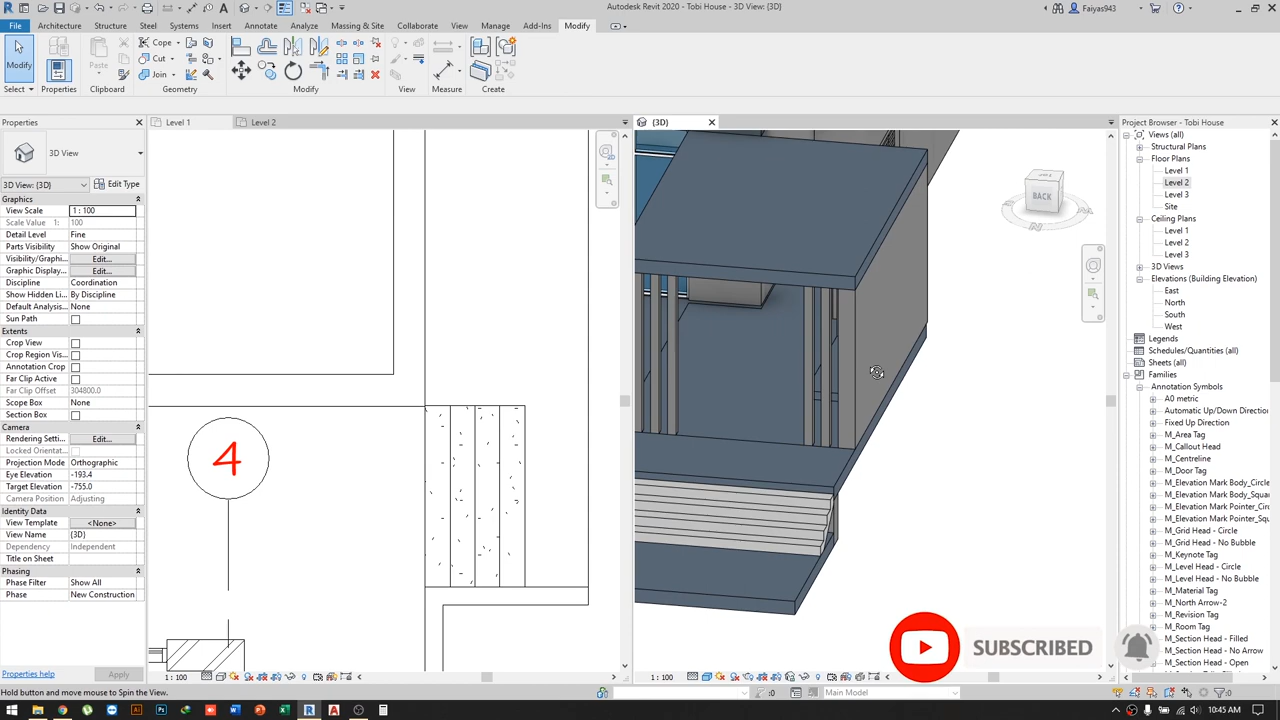 Autodesk Revit 2020 - Tobi House - 3D View: {3D}
Faiyas943
File Architecture Structure Steel Systems Insert Annotate Analyze Massing & Site Collaborate View Manage Add-Ins Modify
Modify Paste Cope Cut Join
Select Properties Clipboard Geometry Modify View Measure Create
Properties
Level 1 Level 2 {3D}
Project Browser - Tobi House
3D View
3D View: {3D} Edit Type
Graphics
View Scale 1 : 100
Scale Value 1: 100
Detail Level Fine
Parts Visibility Show Original
Visibility/Graphi... Edit...
Graphic Display... Edit...
Discipline Coordination
Show Hidden Li... By Discipline
Default Analysis... None
Sun Path
Extents
Crop View
Crop Region Vis...
Annotation Crop
Far Clip Active
Far Clip Offset 304800.0
Scope Box None
Section Box
Camera
Rendering Setti... Edit...
Locked Orientat...
Projection Mode Orthographic
Eye Elevation -193.4
Target Elevation -755.0
Camera Position Adjusting
Identity Data
View Template <None>
View Name {3D}
Dependency Independent
Title on Sheet
Phasing
Phase Filter Show All
Phase New Construction
Properties help Apply
4
BACK
Views (all)
Structural Plans
Floor Plans
Level 1
Level 2
Level 3
Site
Ceiling Plans
Level 1
Level 2
Level 3
3D Views
Elevations (Building Elevation)
East
North
South
West
Legends
Schedules/Quantities (all)
Sheets (all)
Families
Annotation Symbols
A0 metric
Automatic Up/Down Direction
Fixed Up Direction
M_Area Tag
M_Callout Head
M_Centreline
M_Door Tag
M_Elevation Mark Body_Circle
M_Elevation Mark Body_Squa
M_Elevation Mark Pointer_Cir
M_Elevation Mark Pointer_Sq
M_Grid Head - Circle
M_Grid Head - No Bubble
M_Keynote Tag
M_Level Head - Circle
M_Level Head - No Bubble
M_Material Tag
M_North Arrow-2
M_Revision Tag
M_Room Tag
M_Section Head - Filled
M_Section Head - No Arrow
M_Section Head - Open
SUBSCRIBED
1 : 100
1 : 100
Hold button and move mouse to Spin the View.
:0 Main Model :0
10:45 AM